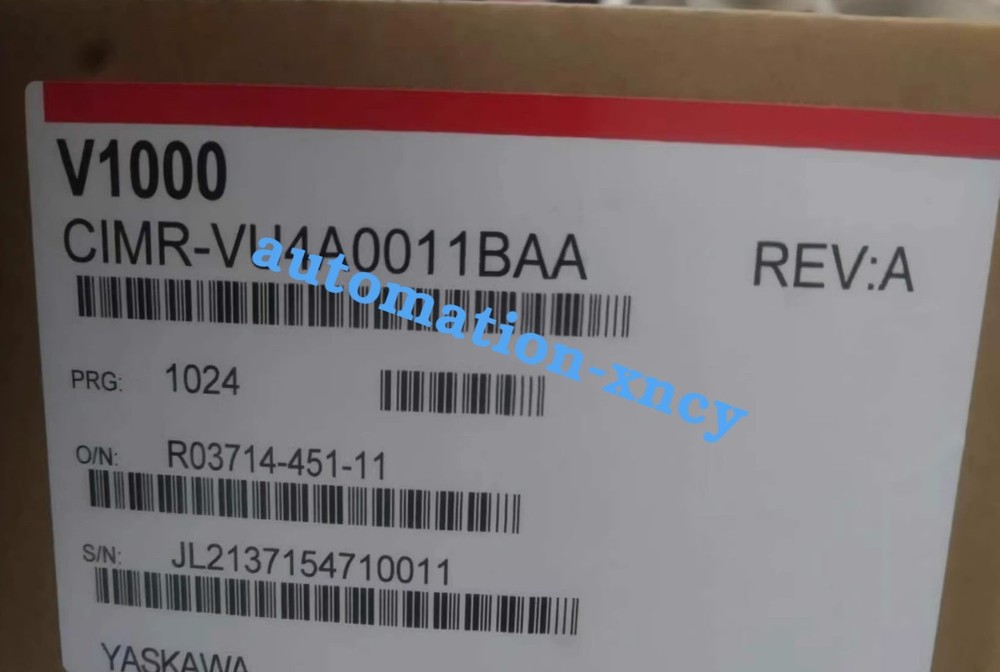 V1000
CIMR-VU4A0011BAA REV:A
automation-xncy
PRG: 1024
O/N: R03714-451-11
S/N: JL2137154710011
YASKAWA